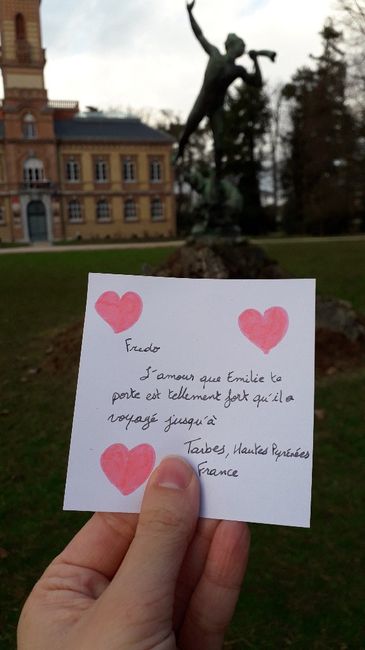 Fredo
L'amour que Emilie te
porte est tellement fort qu'il a
voyagé jusqu'à
Tarbes, Hautes Pyrénées
France